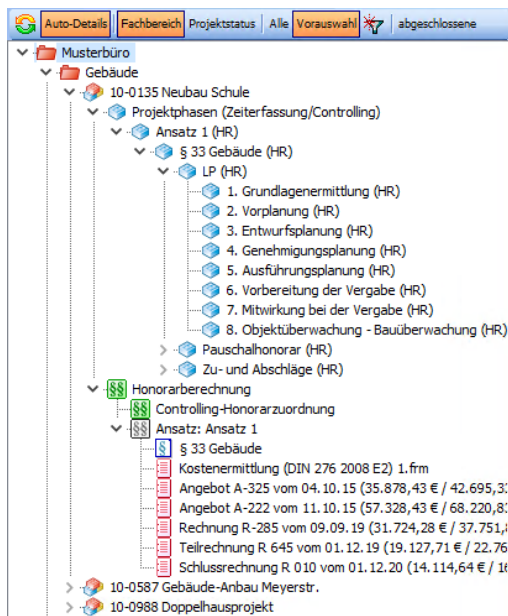 Auto-Details Fachbereich Projektstatus Alle Vorauswahl abgeschlossene
Musterbüro
Gebäude
10-0135 Neubau Schule
Projektphasen (Zeiterfassung/Controlling)
Ansatz 1 (HR)
§ 33 Gebäude (HR)
LP (HR)
1. Grundlagenermittlung (HR)
2. Vorplanung (HR)
3. Entwurfsplanung (HR)
4. Genehmigungsplanung (HR)
5. Ausführungsplanung (HR)
6. Vorbereitung der Vergabe (HR)
7. Mitwirkung bei der Vergabe (HR)
8. Objektüberwachung - Bauüberwachung (HR)
Pauschalhonorar (HR)
Zu- und Abschläge (HR)
§§ Honorarberechnung
§§ Controlling-Honorarzuordnung
§§ Ansatz: Ansatz 1
§ § 33 Gebäude
Kostenermittlung (DIN 276 2008 E2) 1.frm
Angebot A-325 vom 04.10.15 (35.878,43 € / 42.695,33
Angebot A-222 vom 11.10.15 (57.328,43 € / 68.220,83
Rechnung R-285 vom 09.09.19 (31.724,28 € / 37.751,8
Teilrechnung R 645 vom 01.12.19 (19.127,71 € / 22.76
Schlussrechnung R 010 vom 01.12.20 (14.114,64 € / 16
10-0587 Gebäude-Anbau Meyerstr.
10-0988 Doppelhausprojekt